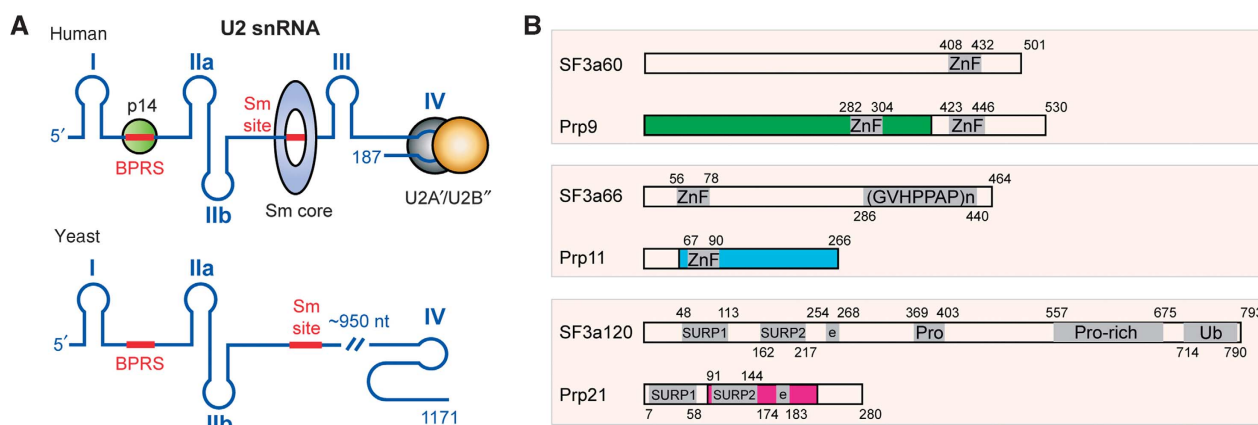 A
U2 snRNA
Human
I
IIa
III
p14
Sm
site
IV
5′
BPRS
187
IIb
Sm core
U2A′/U2B″
Yeast
I
IIa
Sm
site
~950 nt
IV
5′
BPRS
IIb
1171
B
408 432 501
SF3a60 ZnF
282 304 423 446 530
Prp9 ZnF ZnF
56 78 464
SF3a66 ZnF (GVHPPAP)n
286 440
67 90 266
Prp11 ZnF
48 113 254 268 369 403 557 675 793
SF3a120 SURP1 SURP2 e Pro Pro-rich Ub
162 217 714 790
91 144
Prp21 SURP1 SURP2 e
7 58 174 183 280